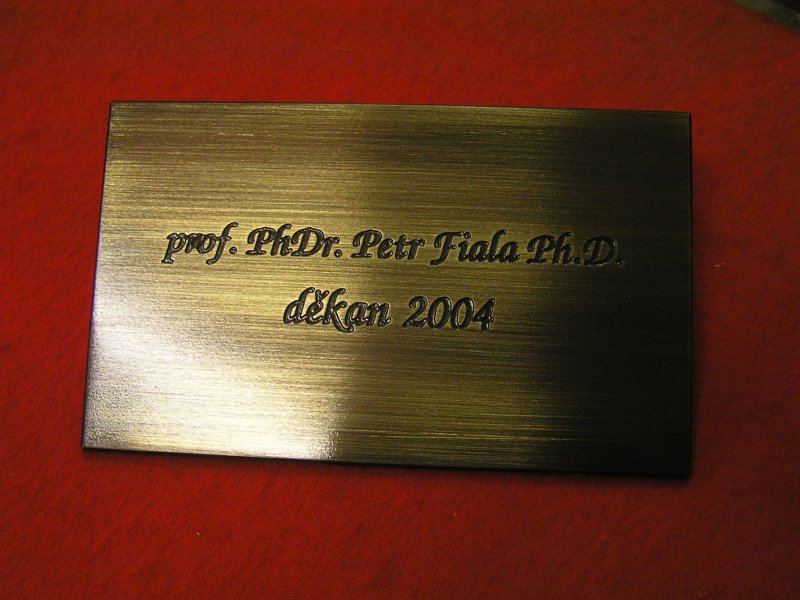 prof. PhDr. Petr Fiala Ph.D.
děkan 2004